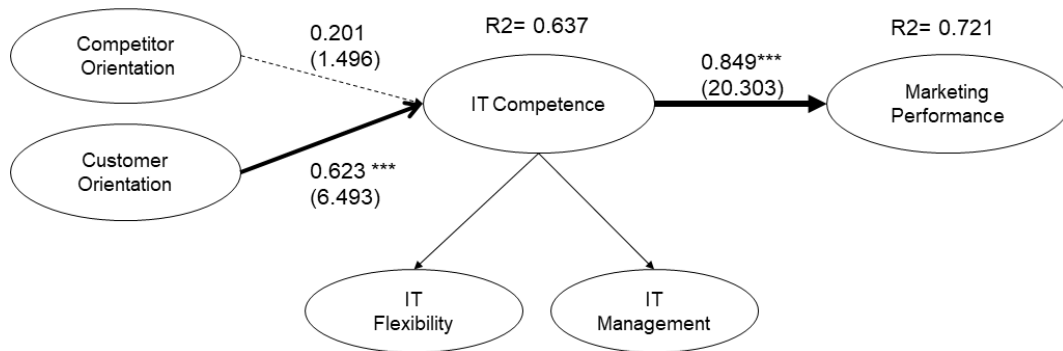 Competitor
Orientation
0.201
(1.496)
R2= 0.637
IT Competence
0.849***
(20.303)
R2= 0.721
Marketing
Performance
Customer
Orientation
0.623 ***
(6.493)
IT
Flexibility
IT
Management